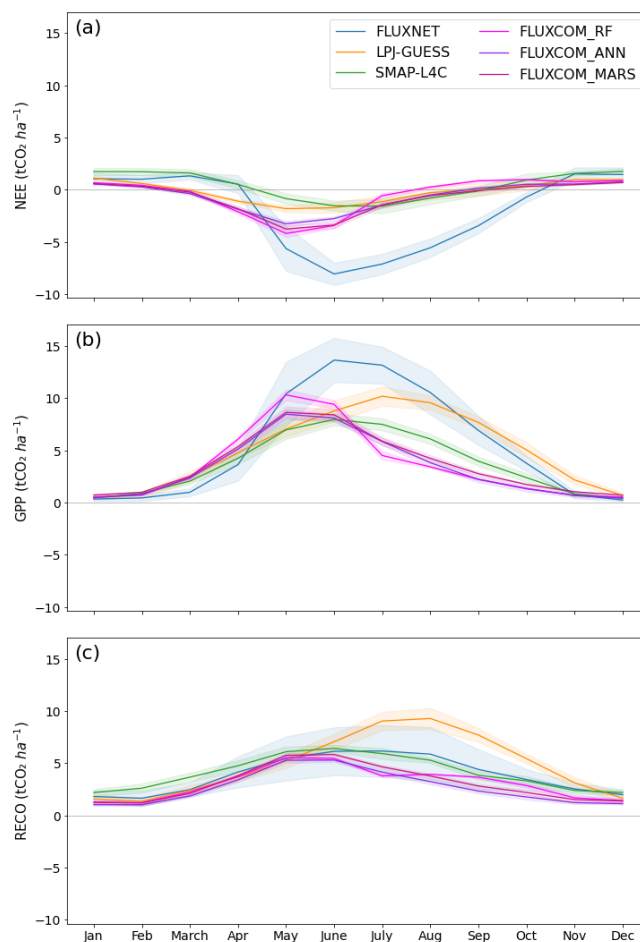 (a)
FLUXNET
LPJ-GUESS
SMAP-L4C
FLUXCOM_RF
FLUXCOM_ANN
FLUXCOM_MARS
NEE (tCO₂ ha⁻¹)
15
10
5
0
−5
−10
(b)
GPP (tCO₂ ha⁻¹)
15
10
5
0
−5
−10
(c)
RECO (tCO₂ ha⁻¹)
15
10
5
0
−5
−10
Jan Feb March Apr May June July Aug Sep Oct Nov Dec